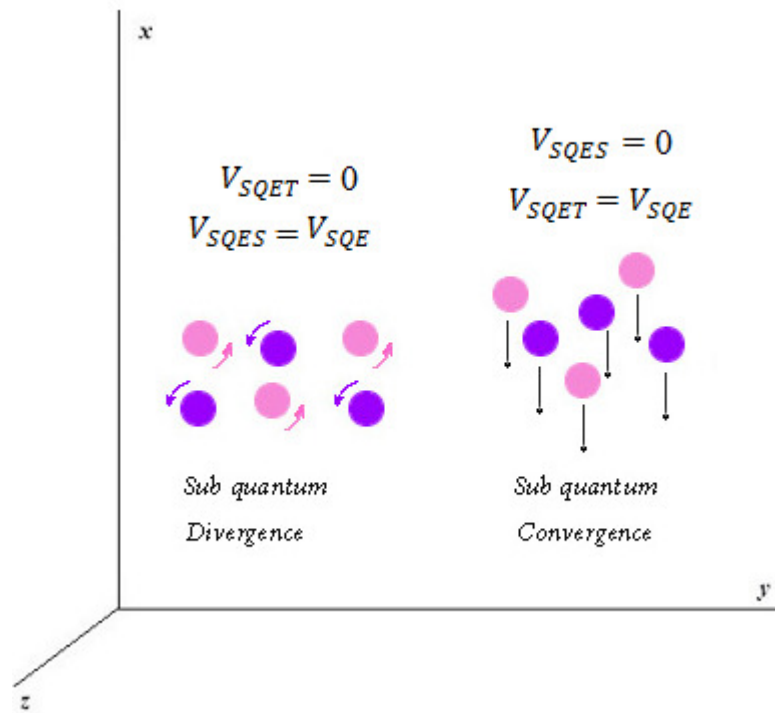 x
V_{SQET} = 0
V_{SQES} = V_{SQE}
V_{SQES} = 0
V_{SQET} = V_{SQE}
Sub quantum
Divergence
Sub quantum
Convergence
y
z